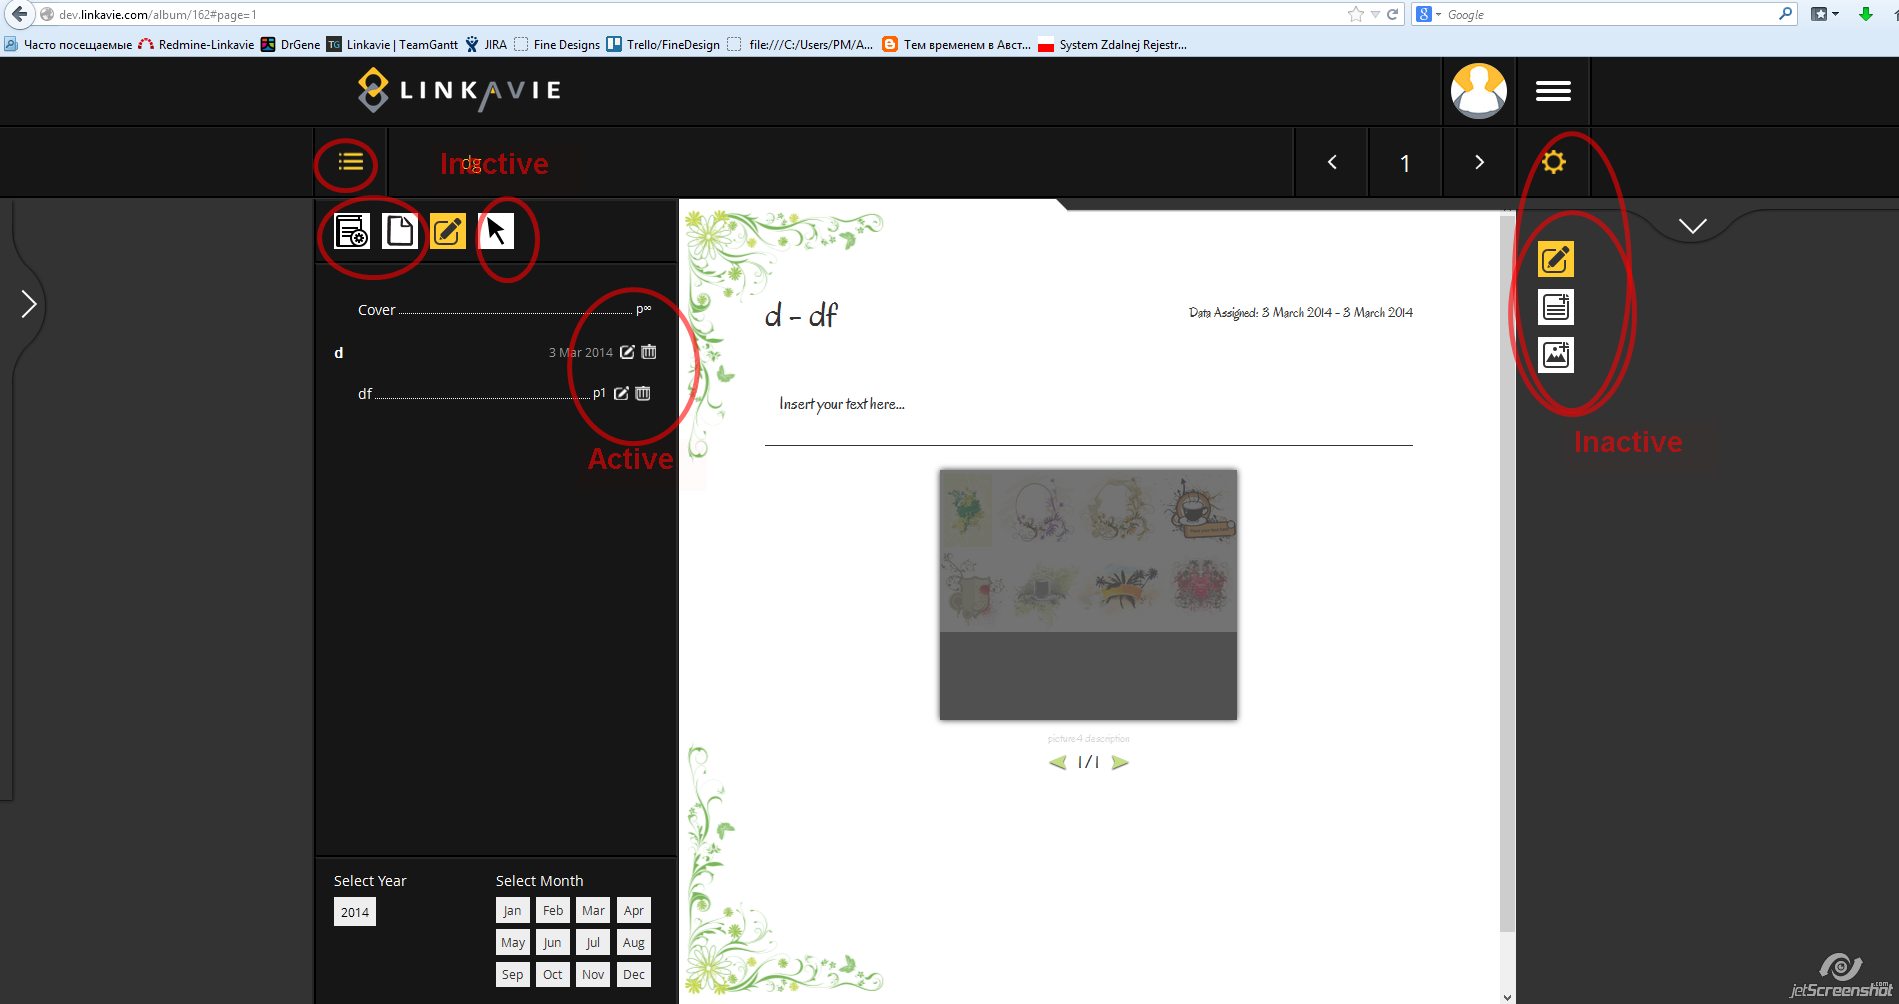 dev.linkavie.com/album/162#page=1
Google
Часто посещаемые Redmine-Linkavie DrGene Linkavie | TeamGantt JIRA Fine Designs Trello/FineDesign file:///C:/Users/PM/A... Тем временем в Авст... System Zdalnej Rejestr...
LINKAVIE
dg
Inactive
1
Cover p∞
d 3 Mar 2014
df p1
Active
d - df
Data Assigned: 3 March 2014 - 3 March 2014
Insert your text here...
Inactive
picture4 description
1/1
Select Year
2014
Select Month
Jan Feb Mar Apr
May Jun Jul Aug
Sep Oct Nov Dec
jetScreenshot.com